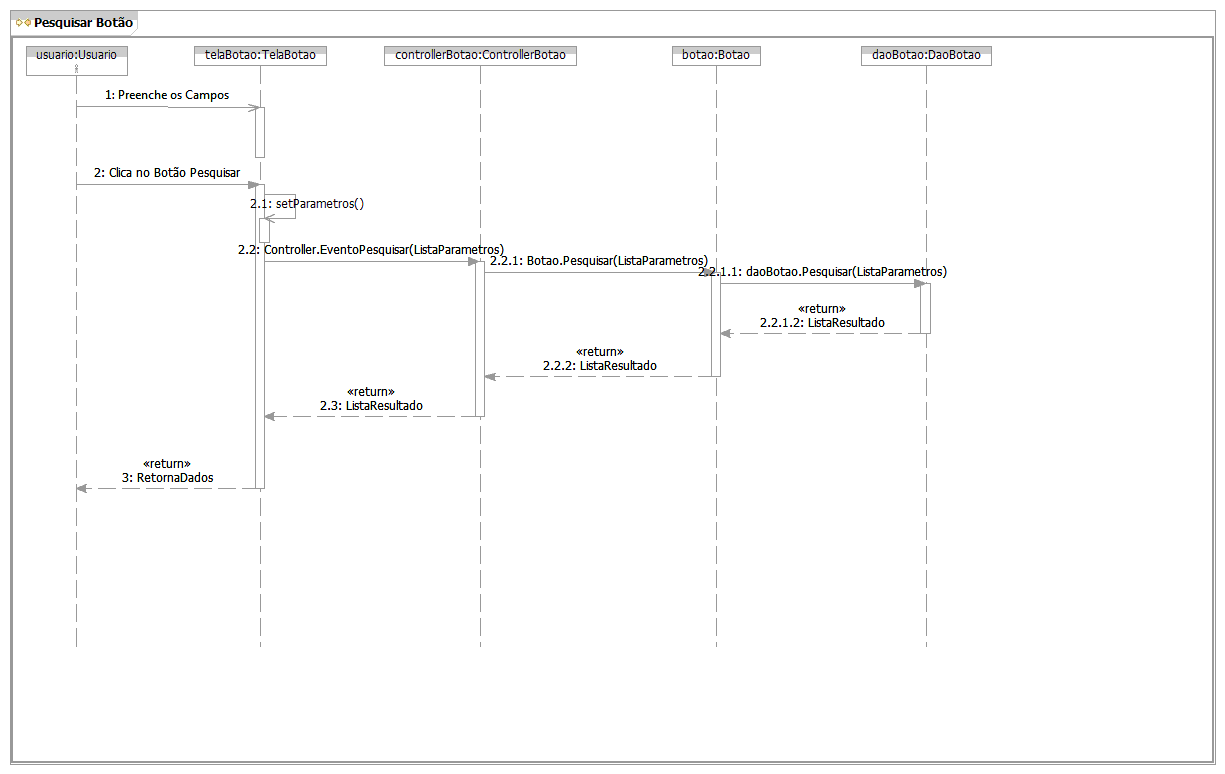 Pesquisar Botão
usuario:Usuario
telaBotao:TelaBotao
controllerBotao:ControllerBotao
botao:Botao
daoBotao:DaoBotao
1: Preenche os Campos
2: Clica no Botão Pesquisar
2.1: setParametros()
2.2: Controller.EventoPesquisar(ListaParametros)
2.2.1: Botao.Pesquisar(ListaParametros)
2.2.1.1: daoBotao.Pesquisar(ListaParametros)
«return»
2.2.1.2: ListaResultado
«return»
2.2.2: ListaResultado
«return»
2.3: ListaResultado
«return»
3: RetornaDados